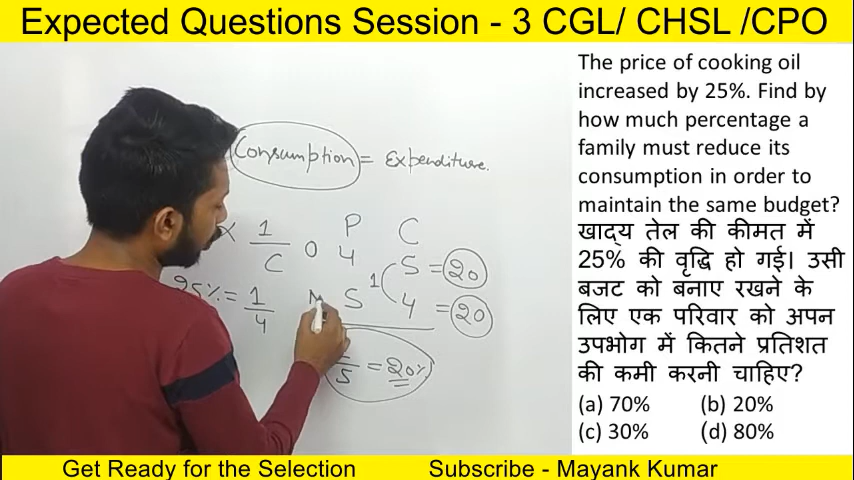 Expected Questions Session - 3 CGL/ CHSL /CPO
The price of cooking oil
increased by 25%. Find by
how much percentage a
family must reduce its
consumption in order to
maintain the same budget?
खाद्य तेल की कीमत में
25% की वृद्धि हो गई। उसी
बजट को बनाए रखने के
लिए एक परिवार को अपन
उपभोग में कितने प्रतिशत
की कमी करनी चाहिए?
(a) 70% (b) 20%
(c) 30% (d) 80%
Consumption = Expenditure.
1
C
P C
O 4 5 = 20
25% = 1/4
N 5 4 = 20
1
5 = 20%
Get Ready for the Selection Subscribe - Mayank Kumar